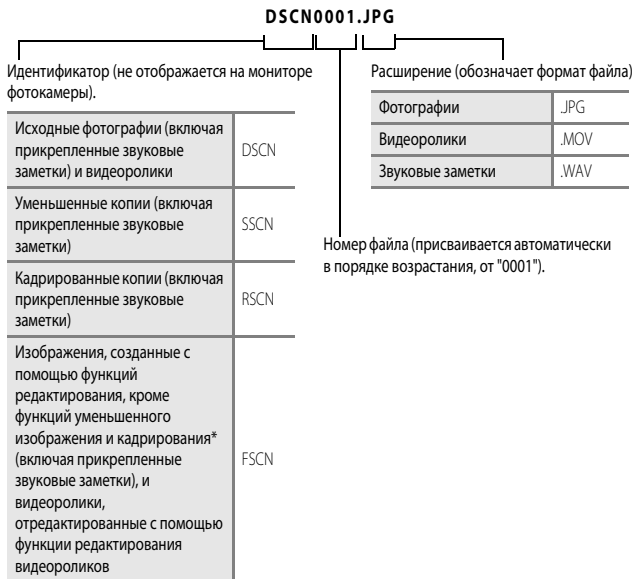 DSCN0001.JPG
Идентификатор (не отображается на мониторе
фотокамеры).
Исходные фотографии (включая
прикрепленные звуковые
заметки) и видеоролики
DSCN
Уменьшенные копии (включая
прикрепленные звуковые
заметки)
SSCN
Кадрированные копии (включая
прикрепленные звуковые
заметки)
RSCN
Изображения, созданные с
помощью функций
редактирования, кроме
функций уменьшенного
изображения и кадрирования*
(включая прикрепленные
звуковые заметки), и
видеоролики,
отредактированные с помощью
функции редактирования
видеороликов
FSCN
Расширение (обозначает формат файла)
Фотографии .JPG
Видеоролики .MOV
Звуковые заметки .WAV
Номер файла (присваивается автоматически
в порядке возрастания, от "0001").